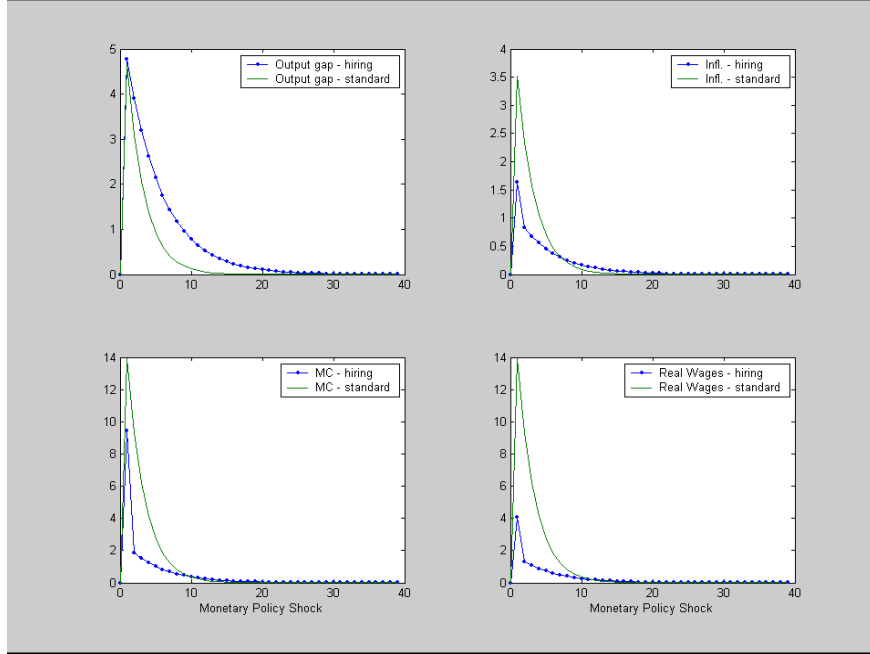 Output gap - hiring
Output gap - standard
5
4
3
2
1
0
0 10 20 30 40
Infl. - hiring
Infl. - standard
4
3.5
3
2.5
2
1.5
1
0.5
0
0 10 20 30 40
MC - hiring
MC - standard
14
12
10
8
6
4
2
0
0 10 20 30 40
Monetary Policy Shock
Real Wages - hiring
Real Wages - standard
14
12
10
8
6
4
2
0
0 10 20 30 40
Monetary Policy Shock